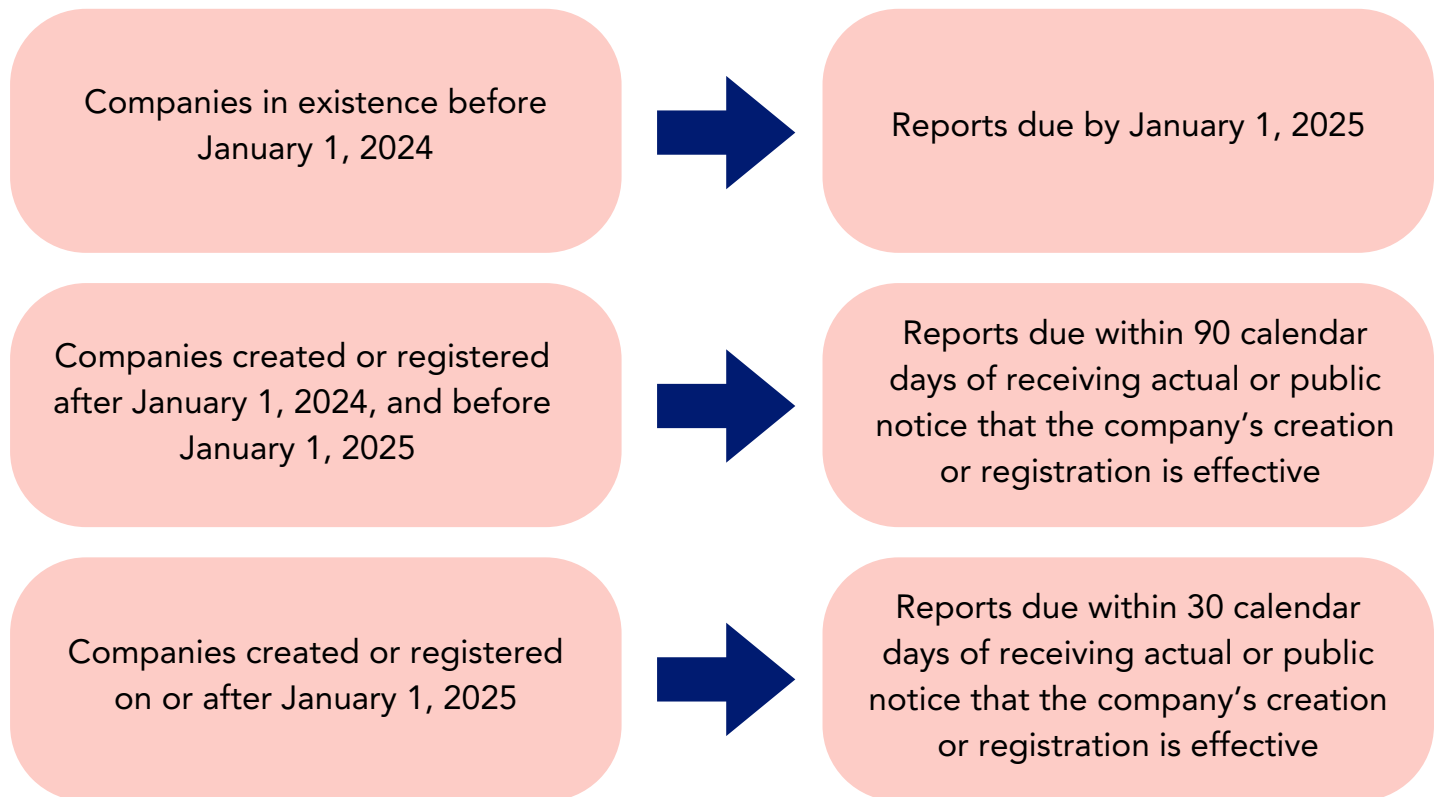 Companies in existence before
January 1, 2024
Reports due by January 1, 2025
Companies created or registered
after January 1, 2024, and before
January 1, 2025
Reports due within 90 calendar
days of receiving actual or public
notice that the company’s creation
or registration is effective
Companies created or registered
on or after January 1, 2025
Reports due within 30 calendar
days of receiving actual or public
notice that the company’s creation
or registration is effective